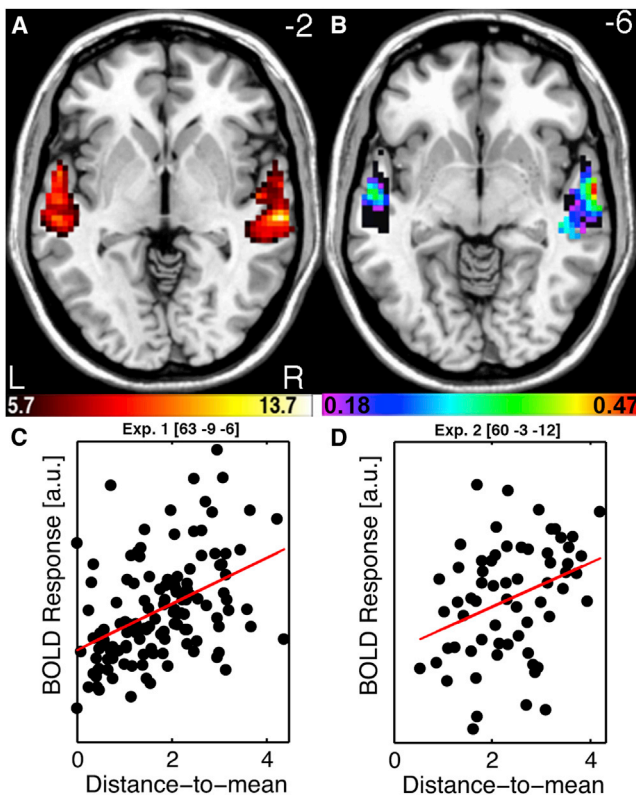 A -2 B -6
L R
5.7 13.7 0.18 0.47
C Exp. 1 [63 -9 -6] D Exp. 2 [60 -3 -12]
BOLD Response [a.u.] BOLD Response [a.u.]
0 2 4 0 2 4
Distance-to-mean Distance-to-mean